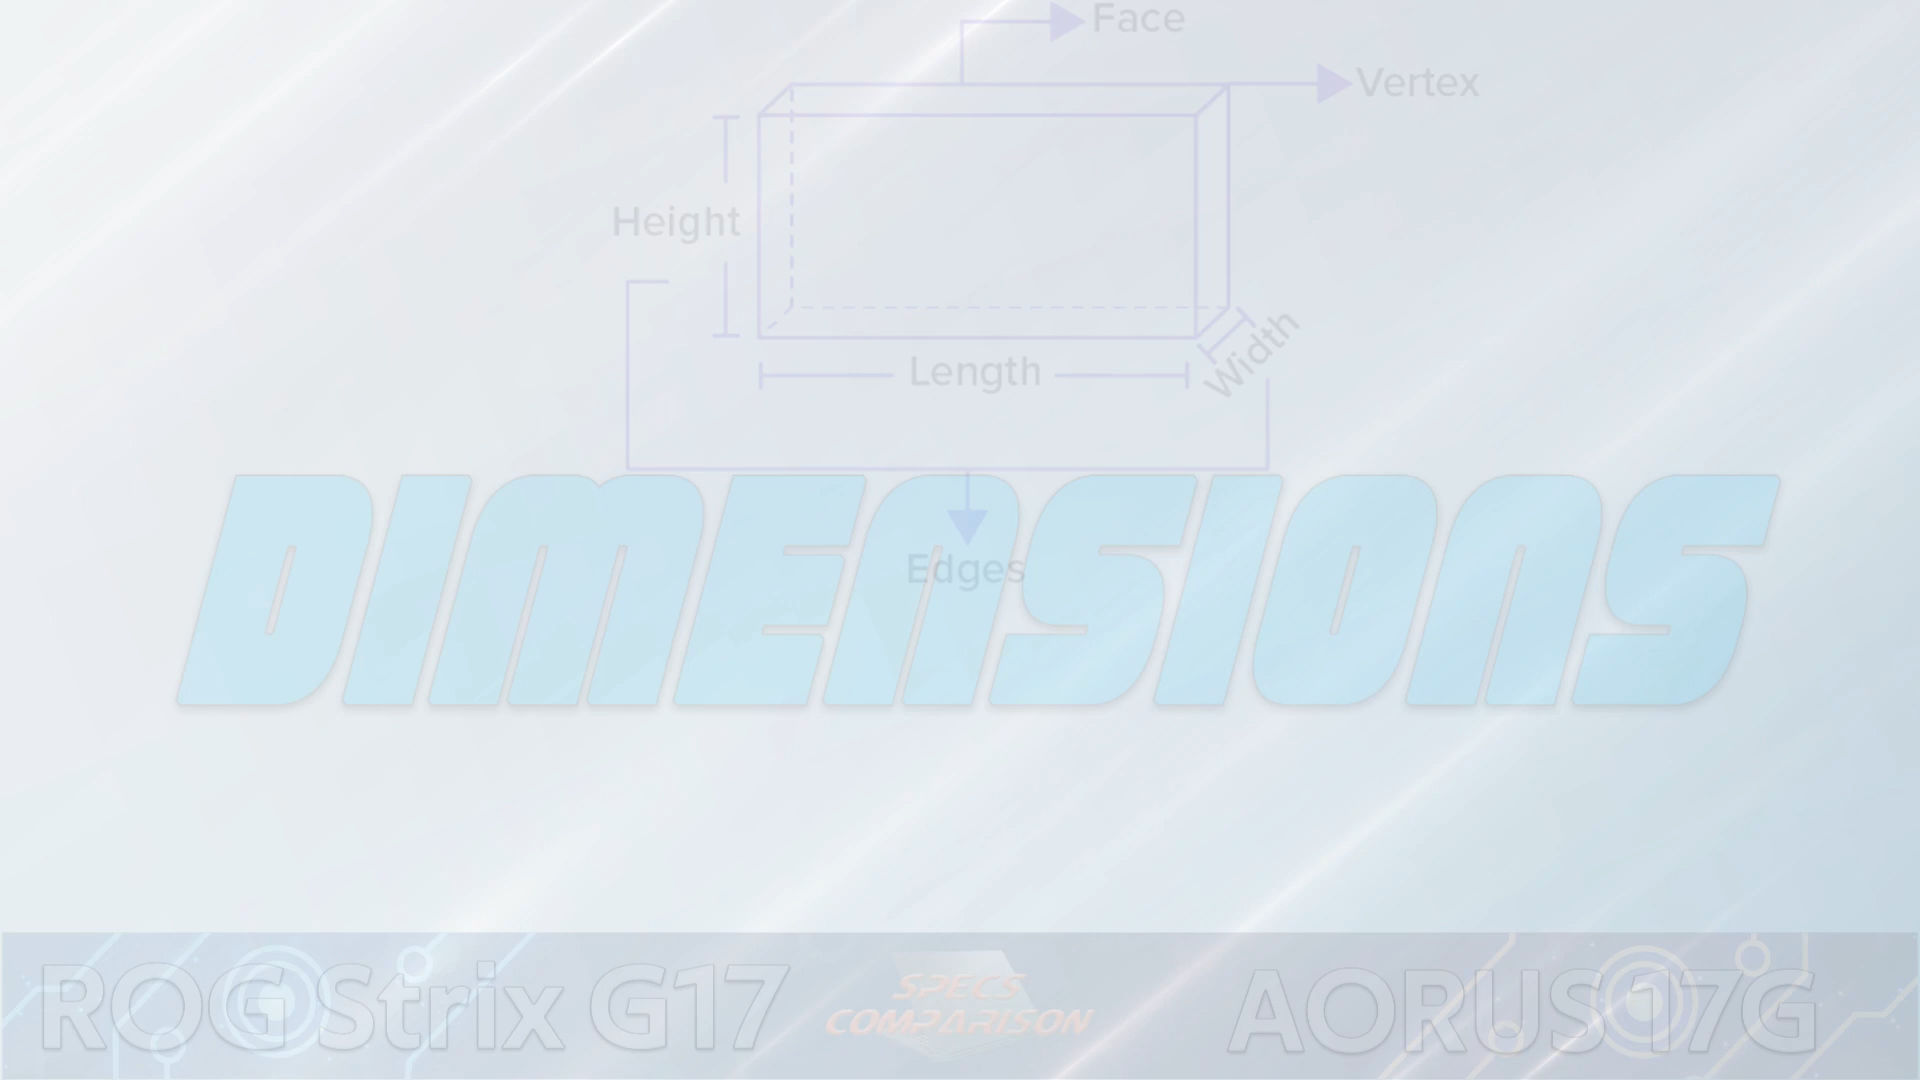 Face
Vertex
Height
Width
Length
DIMENSIONS
Edges
ROG Strix G17
SPECS
COMPARISON
AORUS 17G